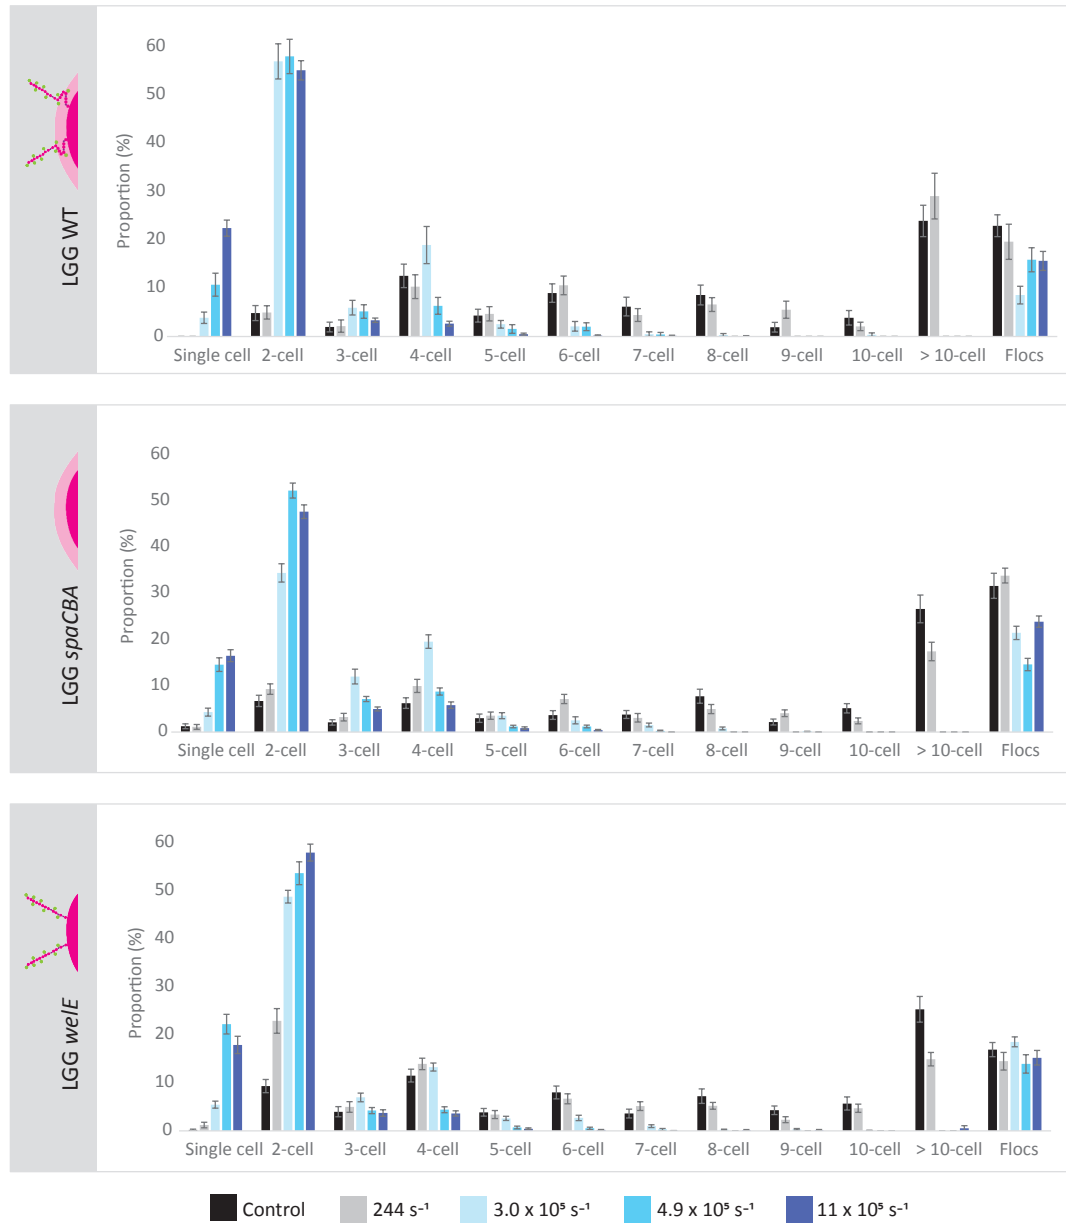 LGG WT
Proportion (%)
60
50
40
30
20
10
0
Single cell 2-cell 3-cell 4-cell 5-cell 6-cell 7-cell 8-cell 9-cell 10-cell > 10-cell Flocs
LGG spaCBA
Proportion (%)
60
50
40
30
20
10
0
Single cell 2-cell 3-cell 4-cell 5-cell 6-cell 7-cell 8-cell 9-cell 10-cell > 10-cell Flocs
LGG welE
Proportion (%)
60
50
40
30
20
10
0
Single cell 2-cell 3-cell 4-cell 5-cell 6-cell 7-cell 8-cell 9-cell 10-cell > 10-cell Flocs
Control 244 s⁻¹ 3.0 x 10⁵ s⁻¹ 4.9 x 10⁵ s⁻¹ 11 x 10⁵ s⁻¹